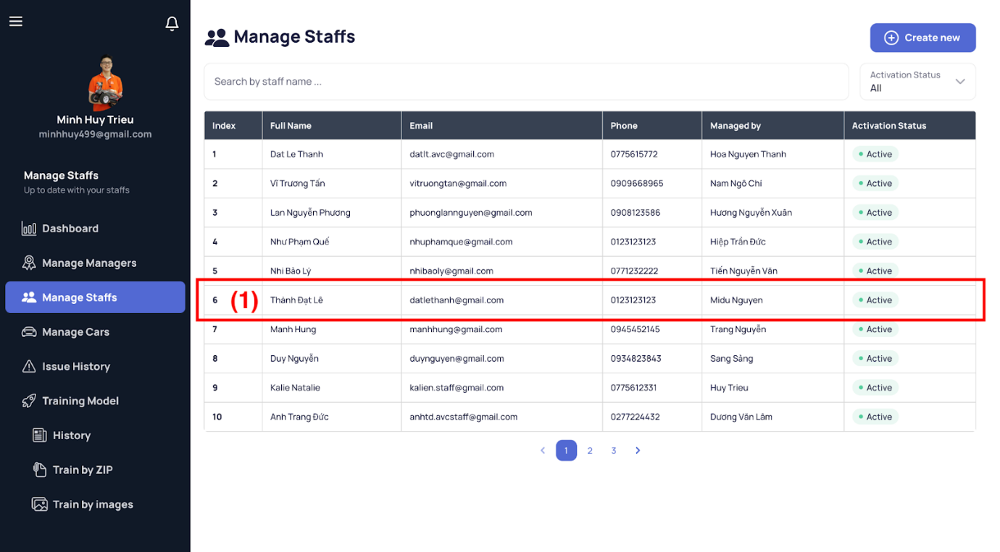 Minh Huy Trieu
minhhuy499@gmail.com
Manage Staffs
Up to date with your staffs
Dashboard
Manage Managers
Manage Staffs
Manage Cars
Issue History
Training Model
History
Train by ZIP
Train by images
Manage Staffs
Create new
Search by staff name ...
Activation Status
All
Index Full Name Email Phone Managed by Activation Status
1 Dat Le Thanh datlt.avc@gmail.com 0775615772 Hoa Nguyen Thanh Active
2 Vĩ Trương Tấn vitruongtan@gmail.com 0909668965 Nam Ngô Chí Active
3 Lan Nguyễn Phương phuonglannguyen@gmail.com 0908123586 Hương Nguyễn Xuân Active
4 Như Phạm Quế nhuphamque@gmail.com 0123123123 Hiệp Trần Đức Active
5 Nhi Bảo Lý nhibaoly@gmail.com 0771232222 Tiến Nguyễn Văn Active
6 (1) Thành Đạt Lê datlethanh@gmail.com 0123123123 Midu Nguyen Active
7 Manh Hung manhhung@gmail.com 0945452145 Trang Nguyễn Active
8 Duy Nguyễn duynguyen@gmail.com 0934823843 Sang Sảng Active
9 Kalie Natalie kalien.staff@gmail.com 0775612331 Huy Trieu Active
10 Anh Trang Đức anhtd.avcstaff@gmail.com 0277224432 Dương Văn Lâm Active
1 2 3